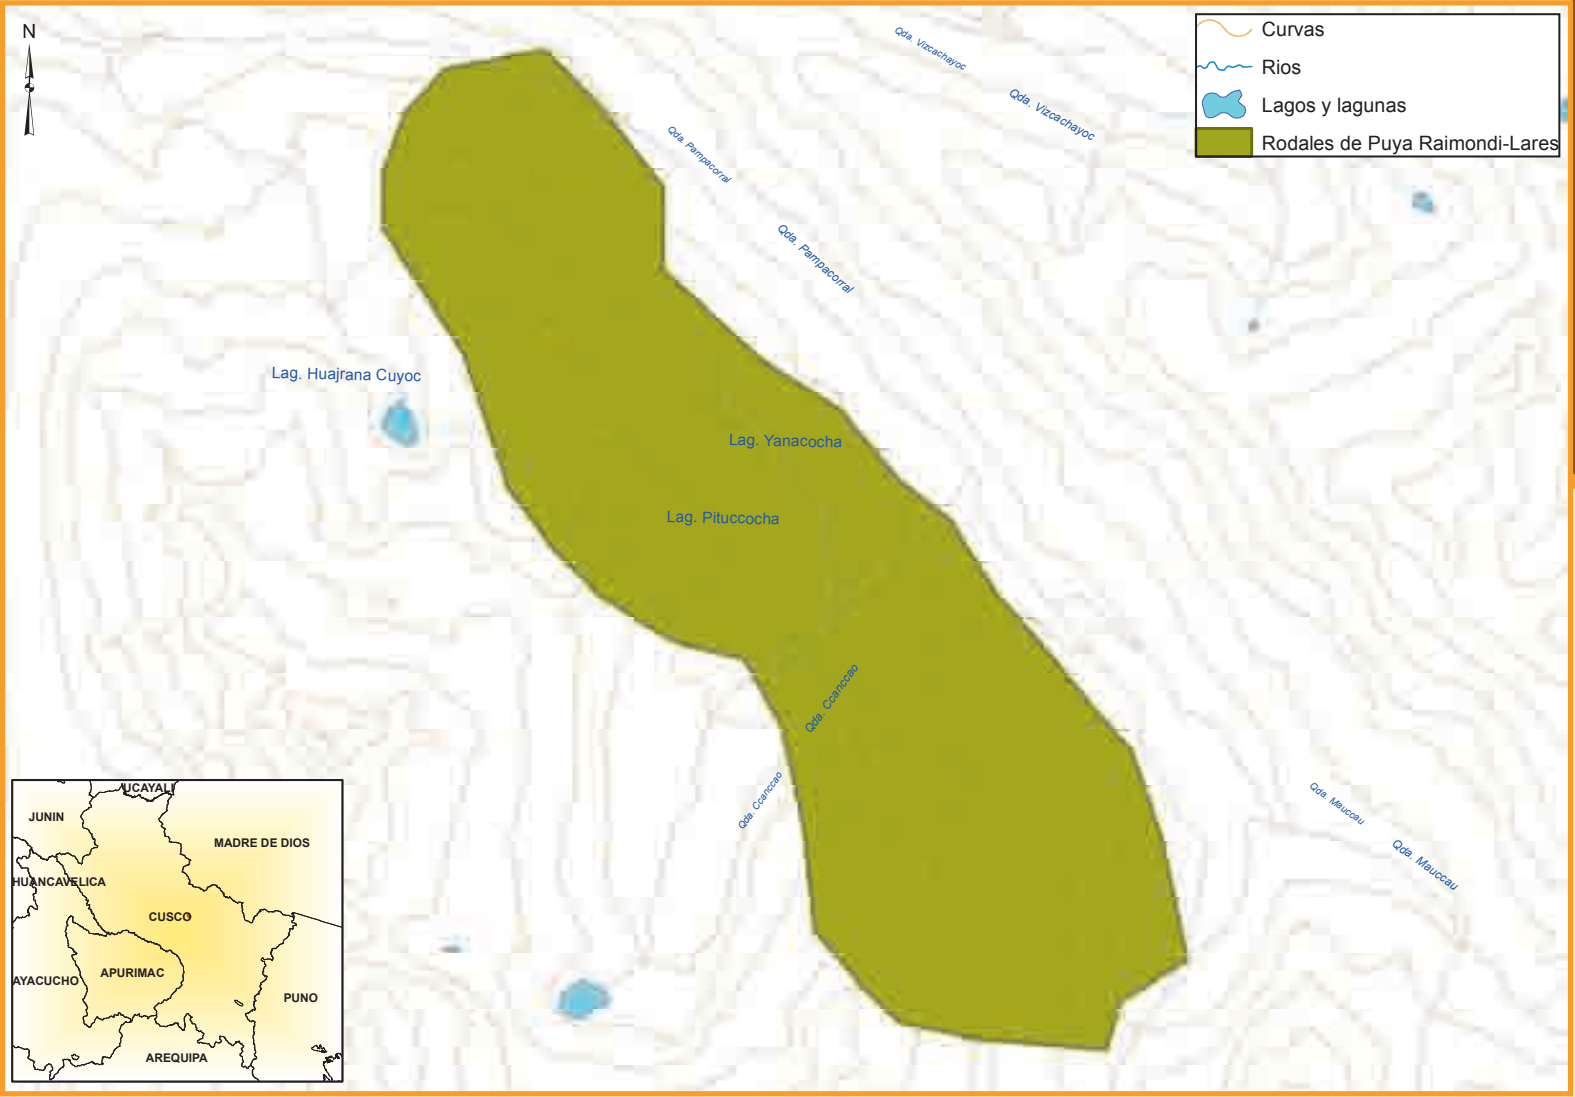 N
Curvas
Rios
Lagos y lagunas
Rodales de Puya Raimondi-Lares
Qda. Vizcachayoc
Qda. Vizcachayoc
Qda. Pampacorral
Qda. Pampacorral
Lag. Huajrana Cuyoc
Lag. Yanacocha
Lag. Pituccocha
Qda. Ccanccao
Qda. Ccanccao
Qda. Mauccau
Qda. Mauccau
UCAYALI
JUNIN
MADRE DE DIOS
HUANCAVELICA
CUSCO
APURIMAC
AYACUCHO
PUNO
AREQUIPA